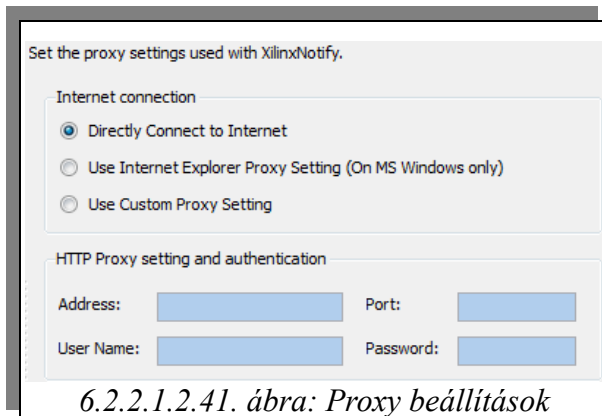 Set the proxy settings used with XilinxNotify.
Internet connection
Directly Connect to Internet
Use Internet Explorer Proxy Setting (On MS Windows only)
Use Custom Proxy Setting
HTTP Proxy setting and authentication
Address: Port:
User Name: Password:
6.2.2.1.2.41. ábra: Proxy beállítások